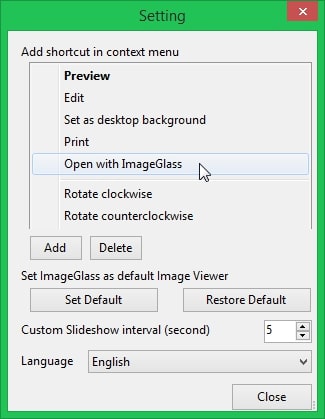 Setting
Add shortcut in context menu
Preview
Edit
Set as desktop background
Print
Open with ImageGlass
Rotate clockwise
Rotate counterclockwise
Add Delete
Set ImageGlass as default Image Viewer
Set Default Restore Default
Custom Slideshow interval (second) 5
Language English
Close